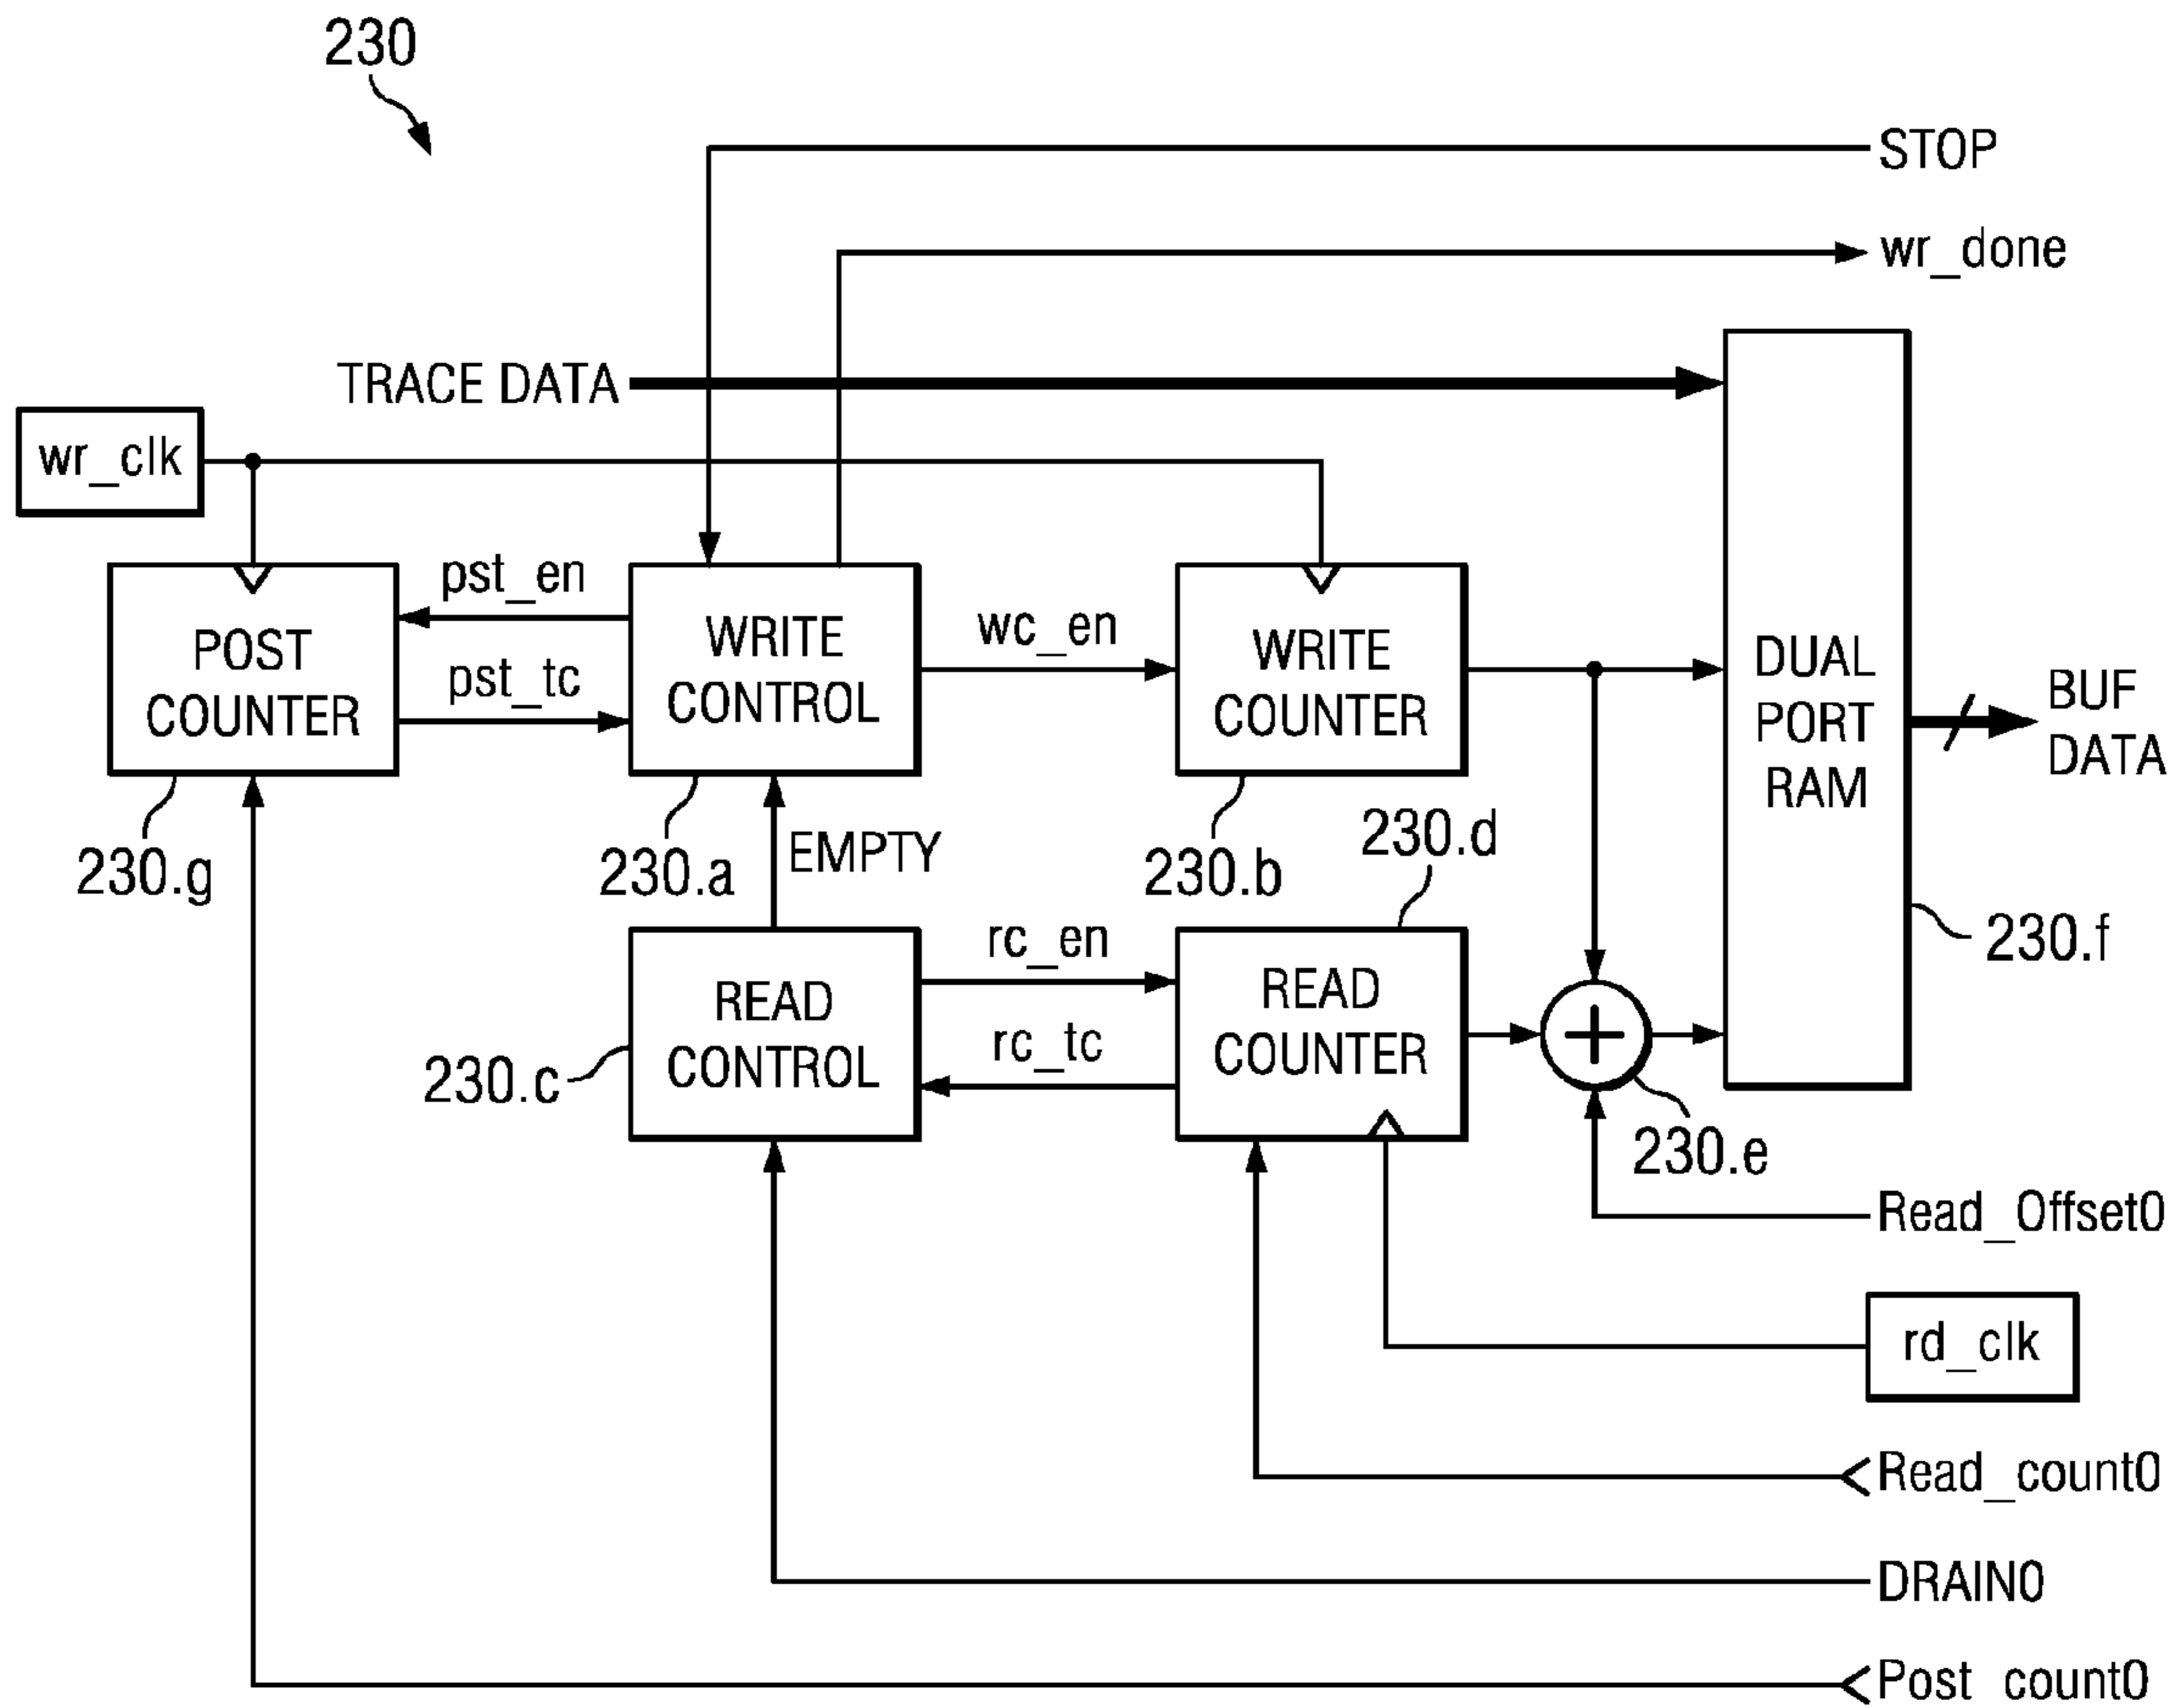 230
STOP
wr_done
TRACE DATA
wr_clk
pst_en
pst_tc
POST
COUNTER
WRITE
CONTROL
wc_en
WRITE
COUNTER
DUAL
PORT
RAM
BUF
DATA
230.g
230.a
EMPTY
230.b
230.d
230.f
READ
CONTROL
rc_en
rc_tc
READ
COUNTER
230.c
230.e
Read_Offset0
rd_clk
Read_count0
DRAIN0
Post_count0